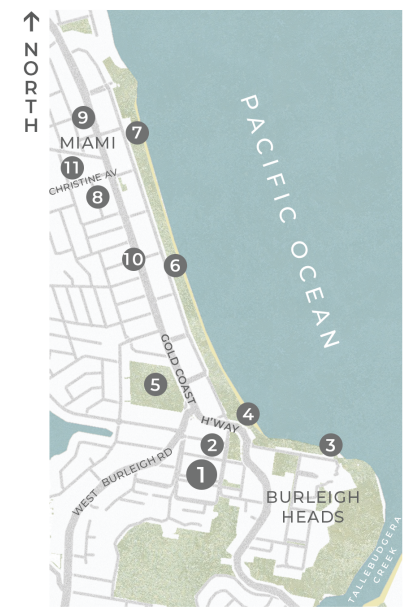 NORTH
9
7
MIAMI
11
CHRISTINE AV
8
PACIFIC OCEAN
10
6
GOLD COAST
H'WAY
5
4
2
3
1
WEST BURLEIGH RD
BURLEIGH
HEADS
TALLEBUDGERA
CREEK